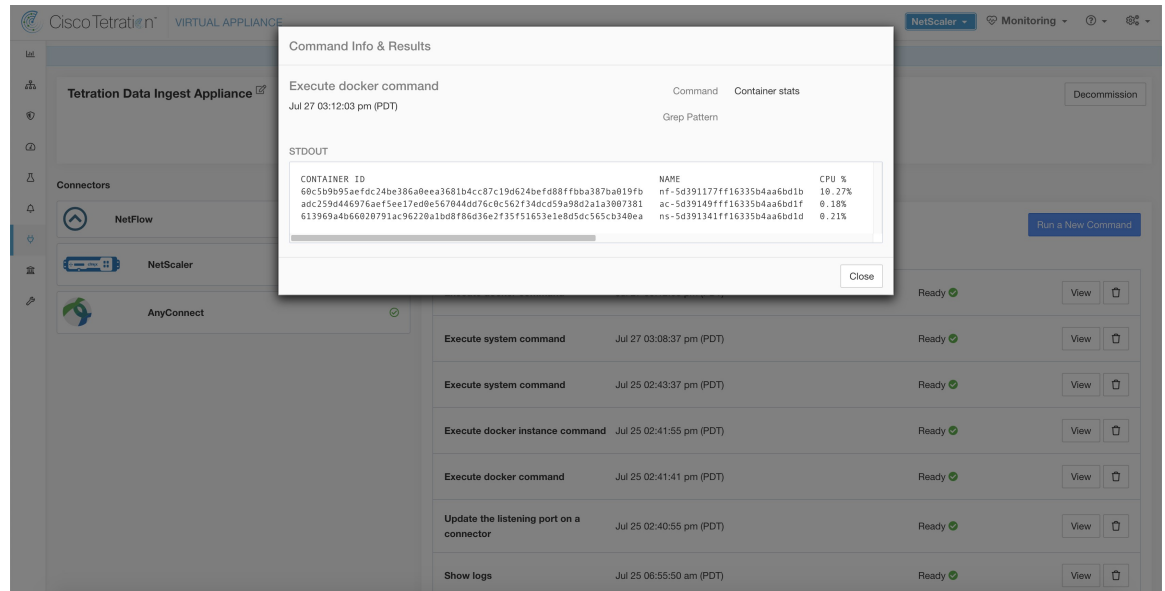 Cisco Tetration™ VIRTUAL APPLIANCE
NetScaler
Monitoring
Command Info & Results
Execute docker command
Jul 27 03:12:03 pm (PDT)
Command Container stats
Grep Pattern
STDOUT
CONTAINER ID NAME CPU %
60c5b9b95aefdc24be386a0eea3681b4cc87c19d624befd88ffbba387ba019fb nf-5d391177ff16335b4aa6bd1b 10.27%
adc259d446976aef5ee17ed0e567044dd76c0c562f34dcd59a98d2a1a3007381 ac-5d39149fff16335b4aa6bd1f 0.18%
613969a4b66020791ac96220a1bd8f86d36e2f35f51653e1e8d5dc565cb340ea ns-5d391341ff16335b4aa6bd1d 0.21%
Close
Tetration Data Ingest Appliance
Decommission
Connectors
NetFlow
NetScaler
AnyConnect
Run a New Command
Ready View
Execute system command Jul 27 03:08:37 pm (PDT) Ready View
Execute system command Jul 25 02:43:37 pm (PDT) Ready View
Execute docker instance command Jul 25 02:41:55 pm (PDT) Ready View
Execute docker command Jul 25 02:41:41 pm (PDT) Ready View
Update the listening port on a
connector Jul 25 02:40:55 pm (PDT) Ready View
Show logs Jul 25 06:55:50 am (PDT) Ready View